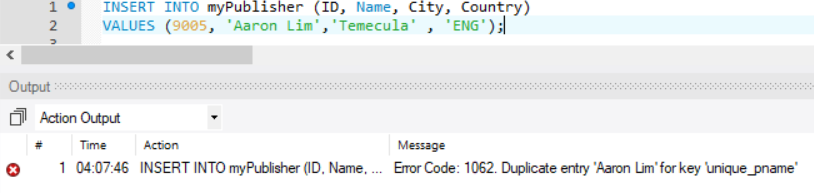 1 INSERT INTO myPublisher (ID, Name, City, Country)
2 VALUES (9005, 'Aaron Lim','Temecula' , 'ENG');
Output
Action Output
# Time Action Message
1 04:07:46 INSERT INTO myPublisher (ID, Name, ... Error Code: 1062. Duplicate entry 'Aaron Lim' for key 'unique_pname'